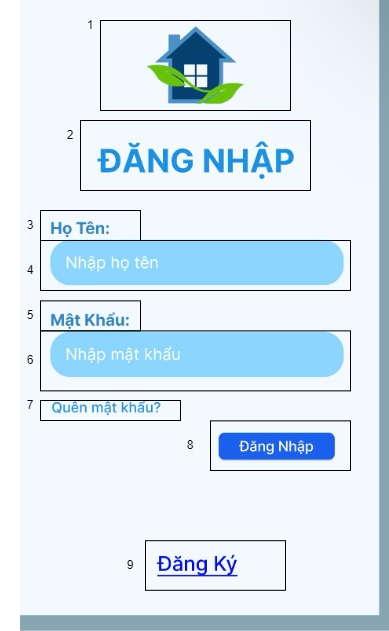 1
2
ĐĂNG NHẬP
3
Họ Tên:
4
Nhập họ tên
5
Mật Khẩu:
6
Nhập mật khẩu
7
Quên mật khẩu?
8
Đăng Nhập
9
Đăng Ký